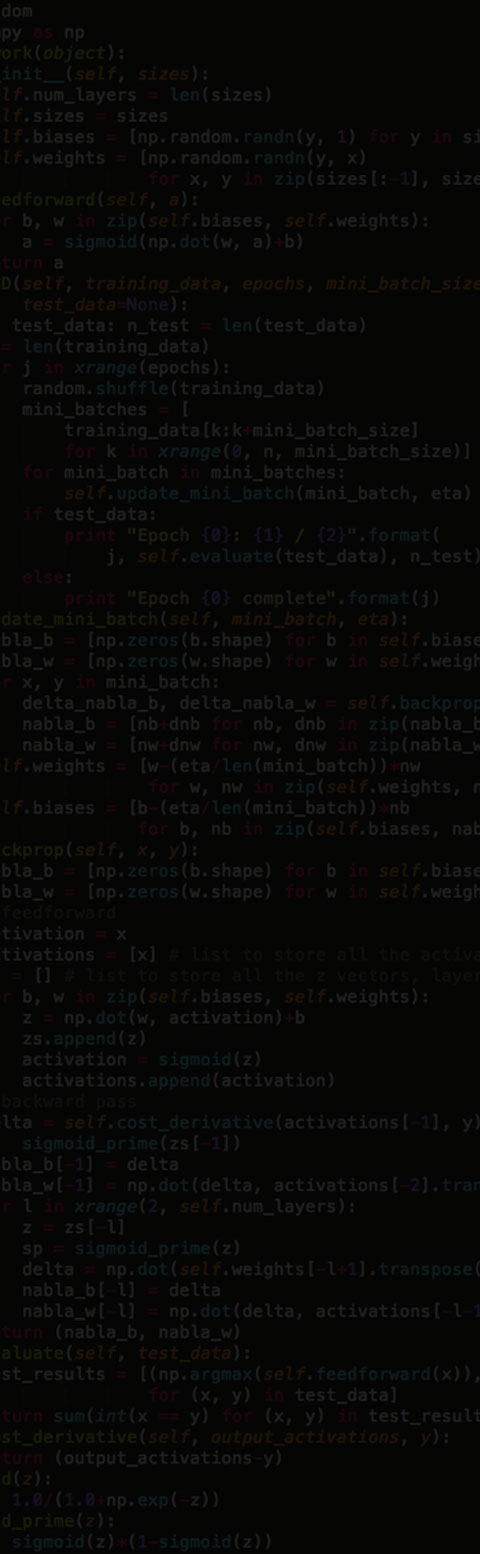 dom
py as np
ork(object):
init__(self, sizes):
lf.num_layers = len(sizes)
lf.sizes = sizes
lf.biases = [np.random.randn(y, 1) for y in si
lf.weights = [np.random.randn(y, x)
for x, y in zip(sizes[:-1], size
edforward(self, a):
r b, w in zip(self.biases, self.weights):
a = sigmoid(np.dot(w, a)+b)
turn a
D(self, training_data, epochs, mini_batch_size
test_data=None):
test_data: n_test = len(test_data)
= len(training_data)
r j in xrange(epochs):
random.shuffle(training_data)
mini_batches = [
training_data[k:k+mini_batch_size]
for k in xrange(0, n, mini_batch_size)]
for mini_batch in mini_batches:
self.update_mini_batch(mini_batch, eta)
if test_data:
print "Epoch {0}: {1} / {2}".format(
j, self.evaluate(test_data), n_test)
else:
print "Epoch {0} complete".format(j)
date_mini_batch(self, mini_batch, eta):
bla_b = [np.zeros(b.shape) for b in self.biase
bla_w = [np.zeros(w.shape) for w in self.weigh
r x, y in mini_batch:
delta_nabla_b, delta_nabla_w = self.backprop
nabla_b = [nb+dnb for nb, dnb in zip(nabla_b
nabla_w = [nw+dnw for nw, dnw in zip(nabla_w
lf.weights = [w-(eta/len(mini_batch))*nw
for w, nw in zip(self.weights, n
lf.biases = [b-(eta/len(mini_batch))*nb
for b, nb in zip(self.biases, nab
ckprop(self, x, y):
bla_b = [np.zeros(b.shape) for b in self.biase
bla_w = [np.zeros(w.shape) for w in self.weigh
feedforward
tivation = x
tivations = [x] # list to store all the activa
= [] # list to store all the z vectors, layer
r b, w in zip(self.biases, self.weights):
z = np.dot(w, activation)+b
zs.append(z)
activation = sigmoid(z)
activations.append(activation)
backward pass
lta = self.cost_derivative(activations[-1], y)
sigmoid_prime(zs[-1])
bla_b[-1] = delta
bla_w[-1] = np.dot(delta, activations[-2].tran
r l in xrange(2, self.num_layers):
z = zs[-l]
sp = sigmoid_prime(z)
delta = np.dot(self.weights[-l+1].transpose(
nabla_b[-l] = delta
nabla_w[-l] = np.dot(delta, activations[-l-1
turn (nabla_b, nabla_w)
aluate(self, test_data):
st_results = [(np.argmax(self.feedforward(x)),
for (x, y) in test_data]
turn sum(int(x == y) for (x, y) in test_result
st_derivative(self, output_activations, y):
turn (output_activations-y)
d(z):
1.0/(1.0+np.exp(-z))
d_prime(z):
sigmoid(z)*(1-sigmoid(z))